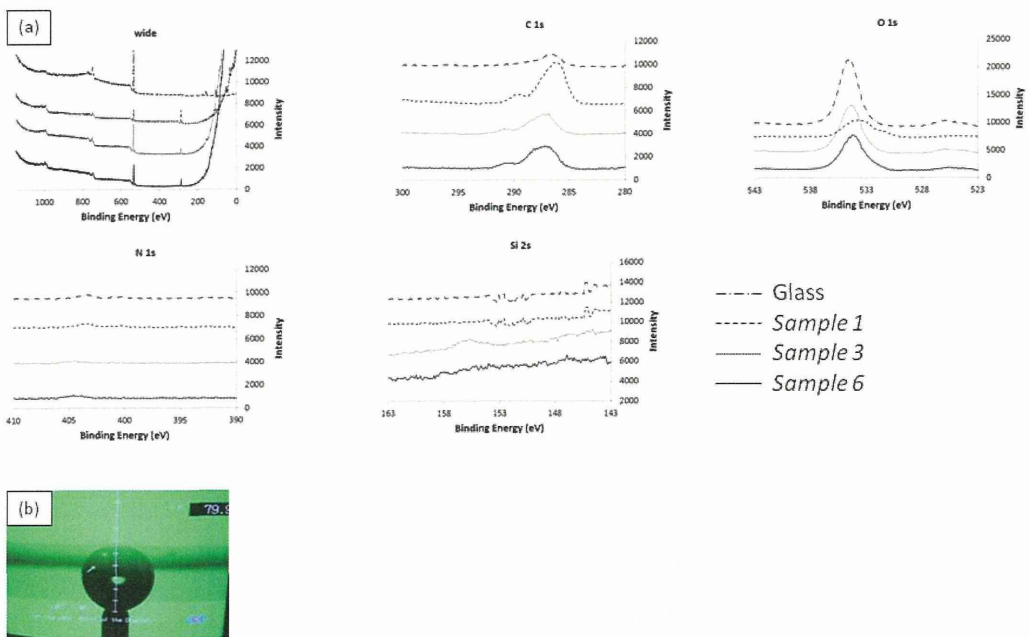 (a)
wide
12000
10000
8000
6000
4000
2000
0
Intensity
1000 800 600 400 200 0
Binding Energy (eV)
C 1s
12000
10000
8000
6000
4000
2000
0
Intensity
300 295 290 285 280
Binding Energy (eV)
O 1s
25000
20000
15000
10000
5000
0
Intensity
543 538 533 528 523
Binding Energy (eV)
N 1s
12000
10000
8000
6000
4000
2000
0
Intensity
410 405 400 395 390
Binding Energy (eV)
Si 2s
16000
14000
12000
10000
8000
6000
4000
2000
Intensity
163 158 153 148 143
Binding Energy (eV)
Glass
Sample 1
Sample 3
Sample 6
(b)
79.9